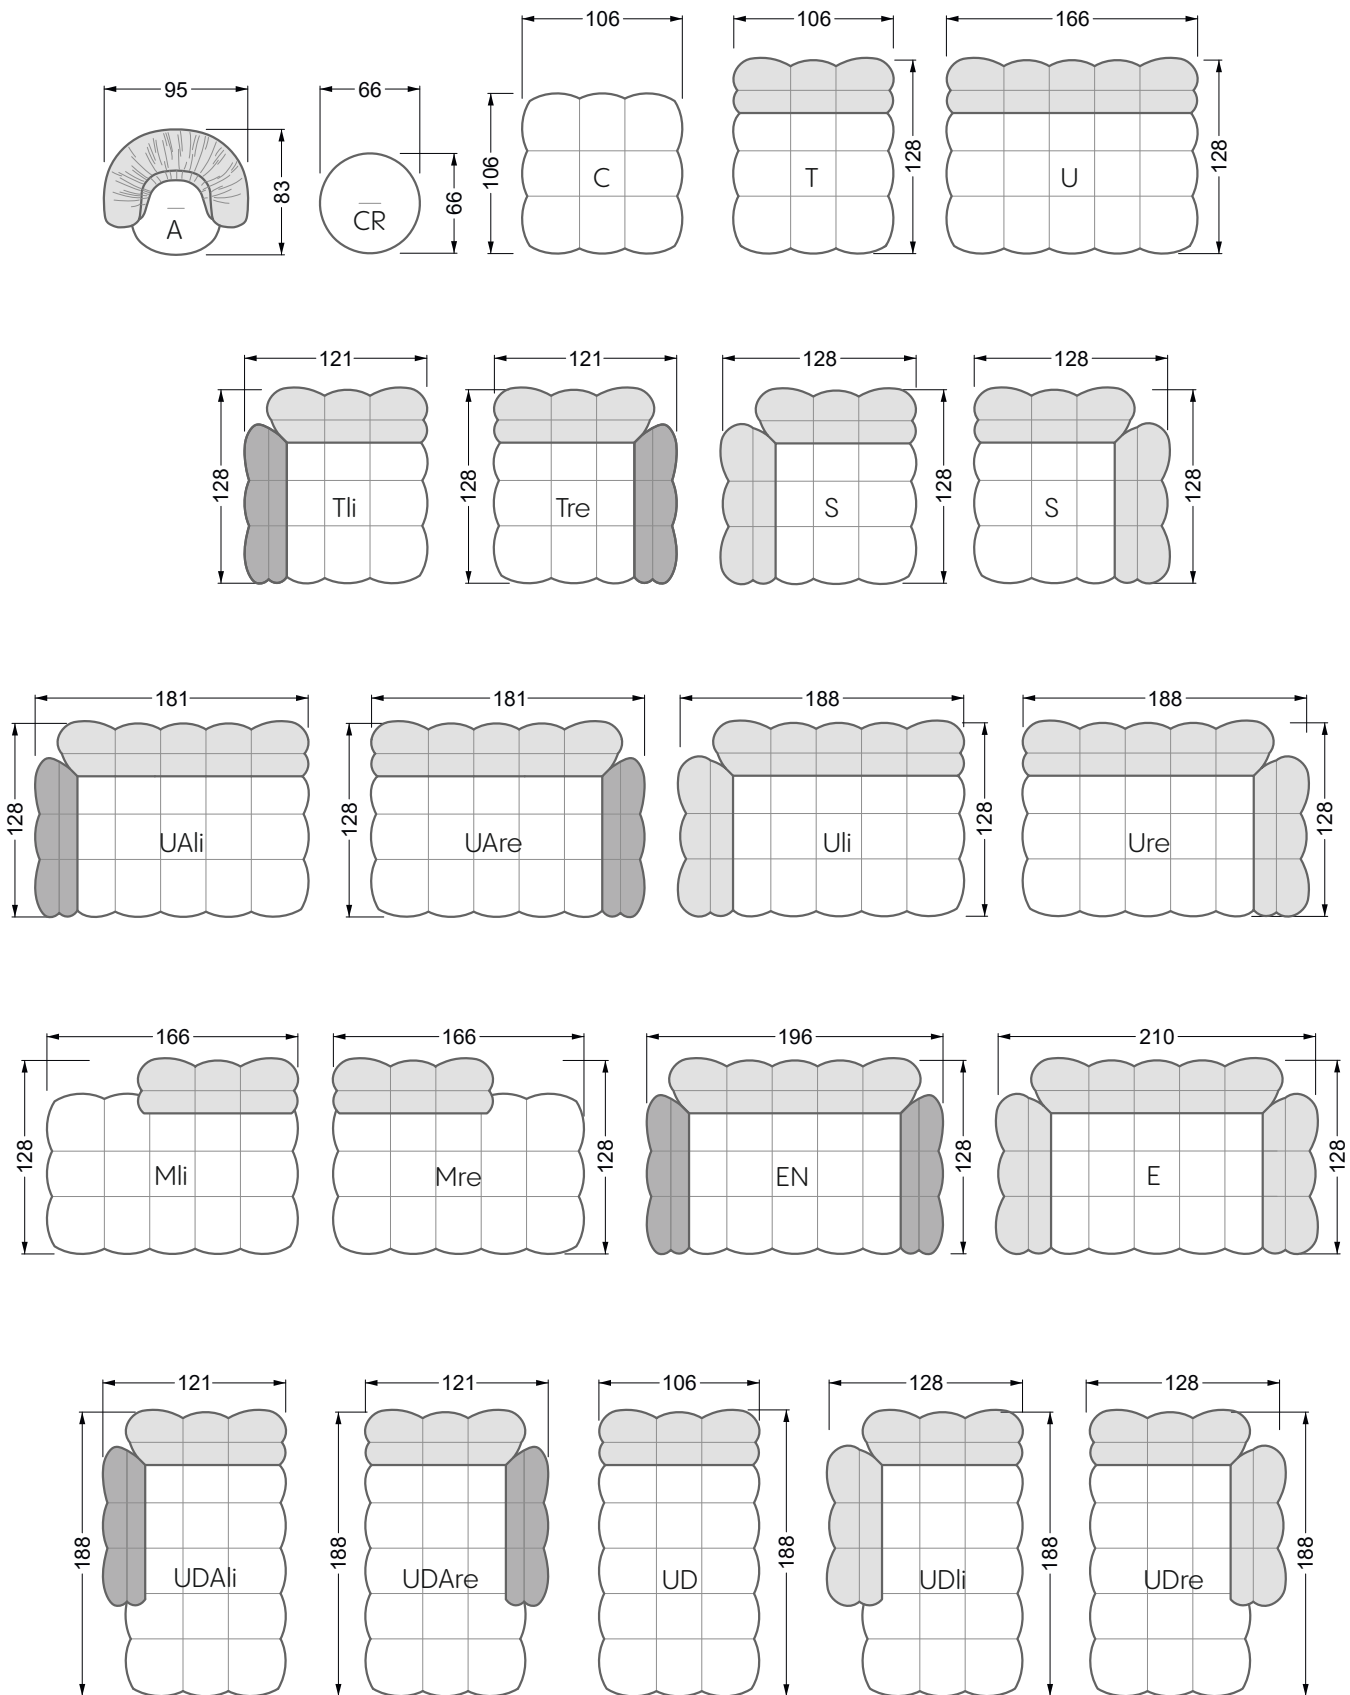 106 106 166
95 66
106 128 128
83 66
C T U
A CR
121 121 128 128
128 128 128 128
Tli Tre S S
181 181 188 188
128 128 128 128
UAli UAre Uli Ure
166 166 196 210
128 128 128 128
Mli Mre EN E
121 121 106 128 128
188 188 188 188 188
UDAli UDAre UD UDli UDre